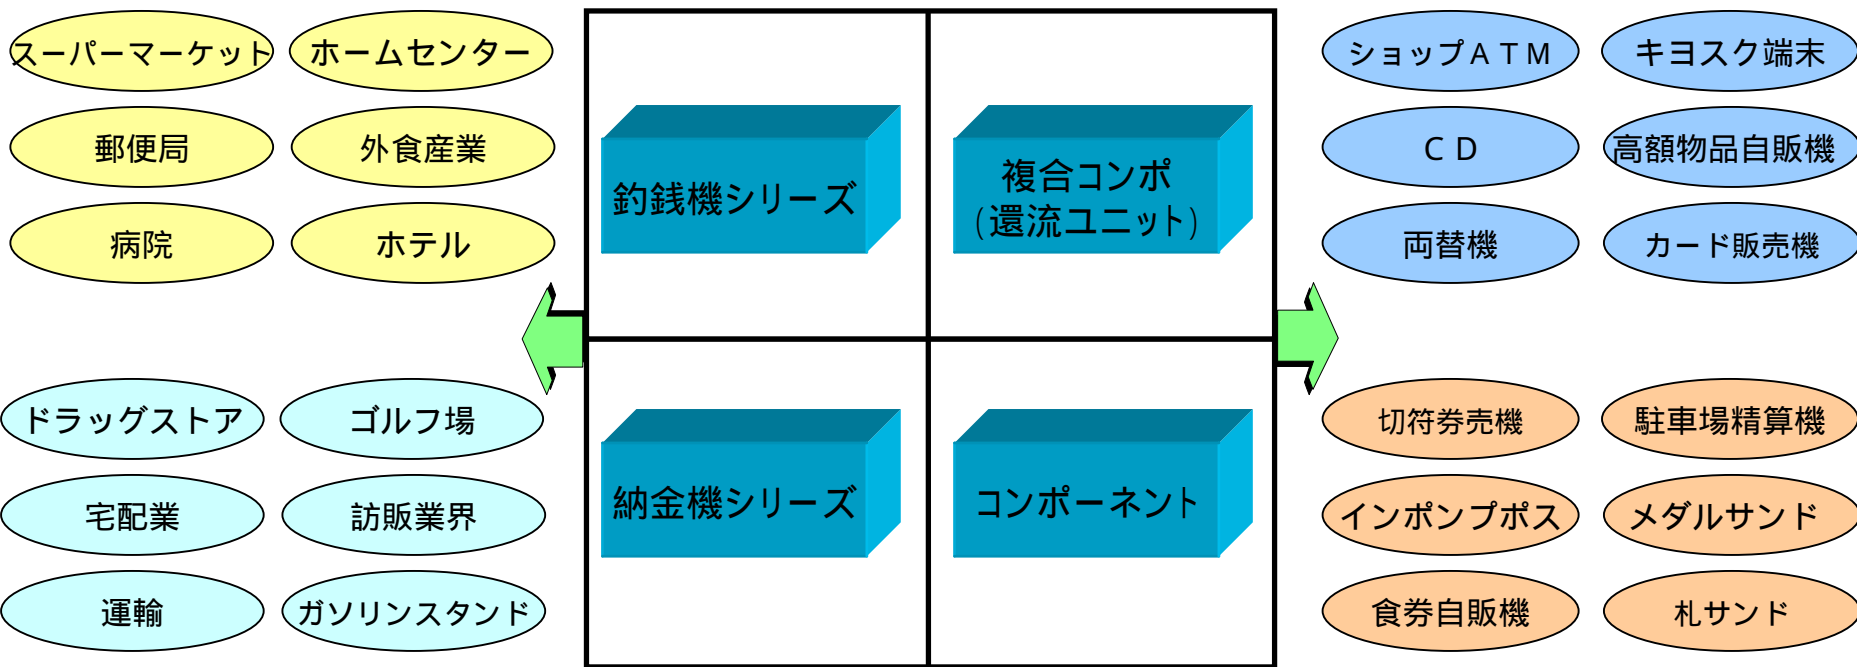 スーパーマーケット
ホームセンター
郵便局
外食産業
病院
ホテル
ドラッグストア
ゴルフ場
宅配業
訪販業界
運輸
ガソリンスタンド
釣銭機シリーズ
複合コンポ
(還流ユニット)
納金機シリーズ
コンポーネント
ショップATM
キヨスク端末
CD
高額物品自販機
両替機
カード販売機
切符券売機
駐車場精算機
インポンプポス
メダルサンド
食券自販機
札サンド